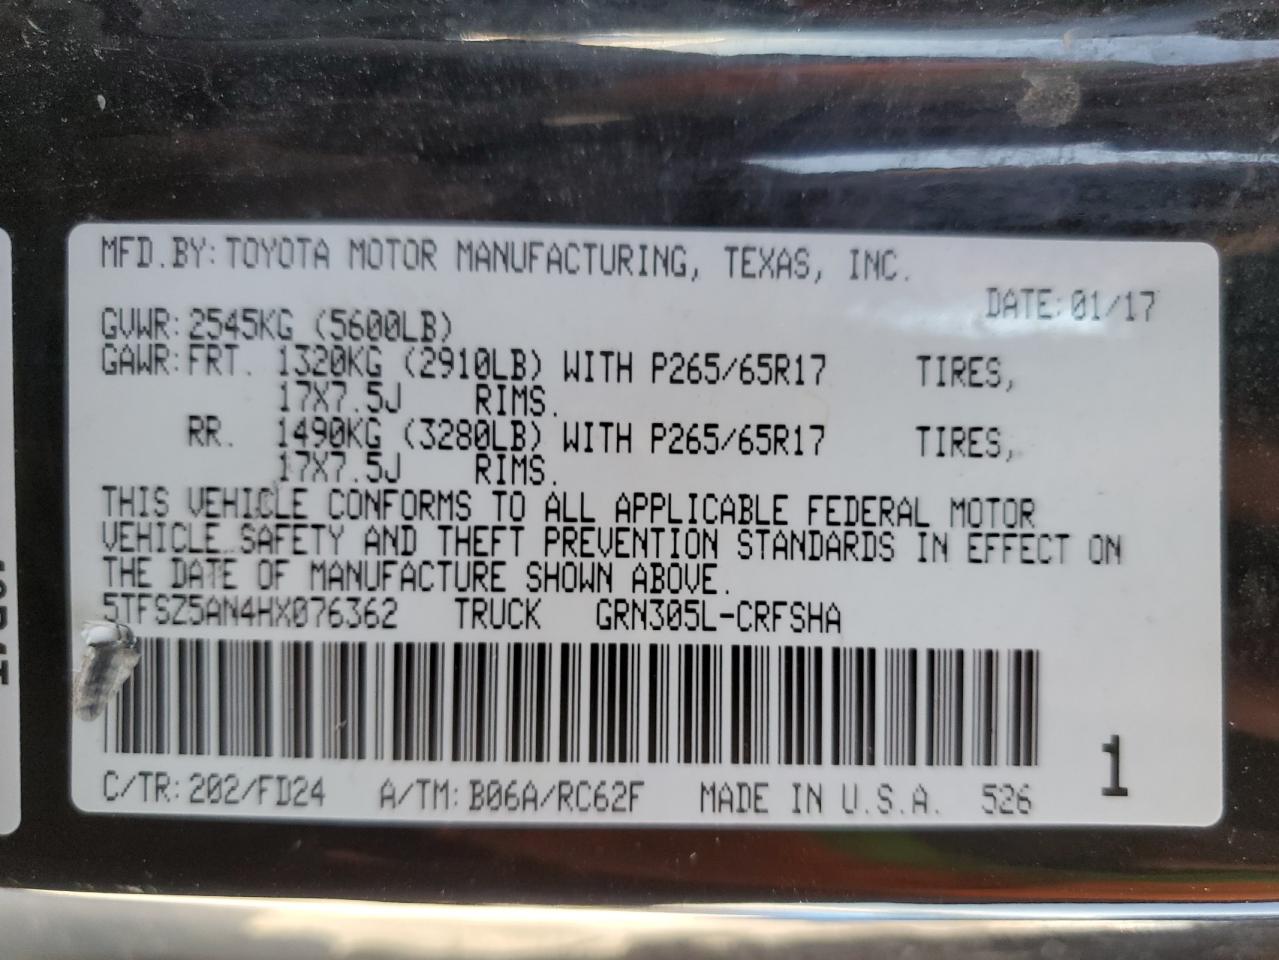 MFD.BY:TOYOTA MOTOR MANUFACTURING, TEXAS, INC.
DATE:01/17
GVWR:2545KG (5600LB)
GAWR:FRT. 1320KG (2910LB) WITH P265/65R17 TIRES,
17X7.5J RIMS.
RR. 1490KG (3280LB) WITH P265/65R17 TIRES,
17X7.5J RIMS.
THIS VEHICLE CONFORMS TO ALL APPLICABLE FEDERAL MOTOR
VEHICLE SAFETY AND THEFT PREVENTION STANDARDS IN EFFECT ON
THE DATE OF MANUFACTURE SHOWN ABOVE.
5TFSZ5AN4HX076362 TRUCK GRN305L-CRFSHA
C/TR:202/FD24 A/TM:B06A/RC62F MADE IN U.S.A. 526
1